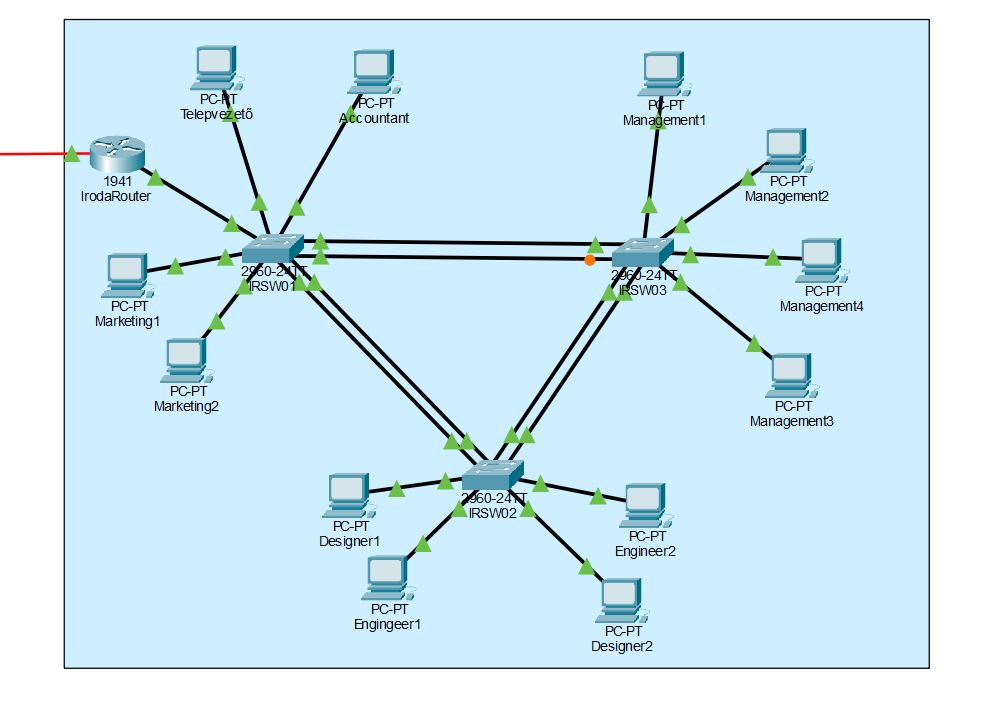 PC-PT
Telepvezető
PC-PT
Accountant
PC-PT
Management1
1941
IrodaRouter
PC-PT
Management2
2960-24TT
IRSW01
2960-24TT
IRSW03
PC-PT
Marketing1
PC-PT
Management4
PC-PT
Marketing2
PC-PT
Management3
2960-24TT
IRSW02
PC-PT
Designer1
PC-PT
Engineer2
PC-PT
Engingeer1
PC-PT
Designer2